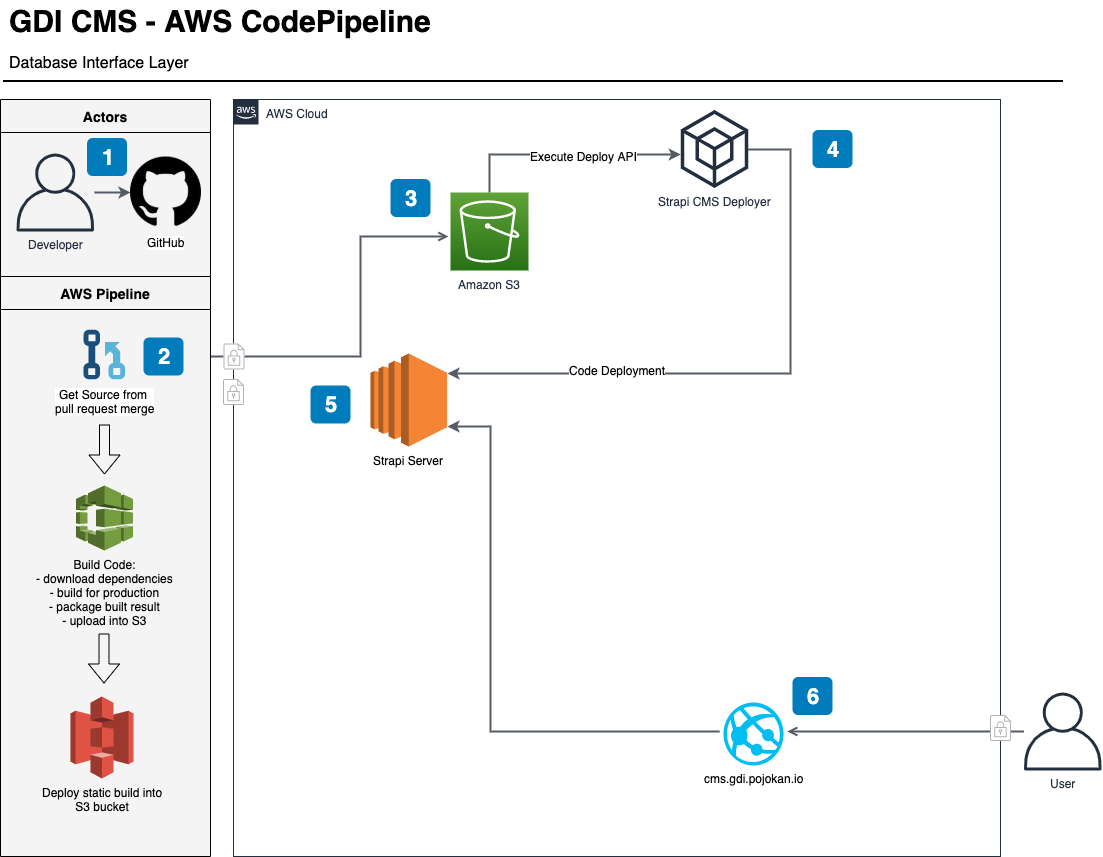 GDI CMS - AWS CodePipeline
Database Interface Layer
Actors
1
Developer
GitHub
AWS Pipeline
2
Get Source from
pull request merge
Build Code:
- download dependencies
- build for production
- package built result
- upload into S3
Deploy static build into
S3 bucket
aws
AWS Cloud
3
Amazon S3
Execute Deploy API
Strapi CMS Deployer
4
Code Deployment
5
Strapi Server
6
cms.gdi.pojokan.io
User